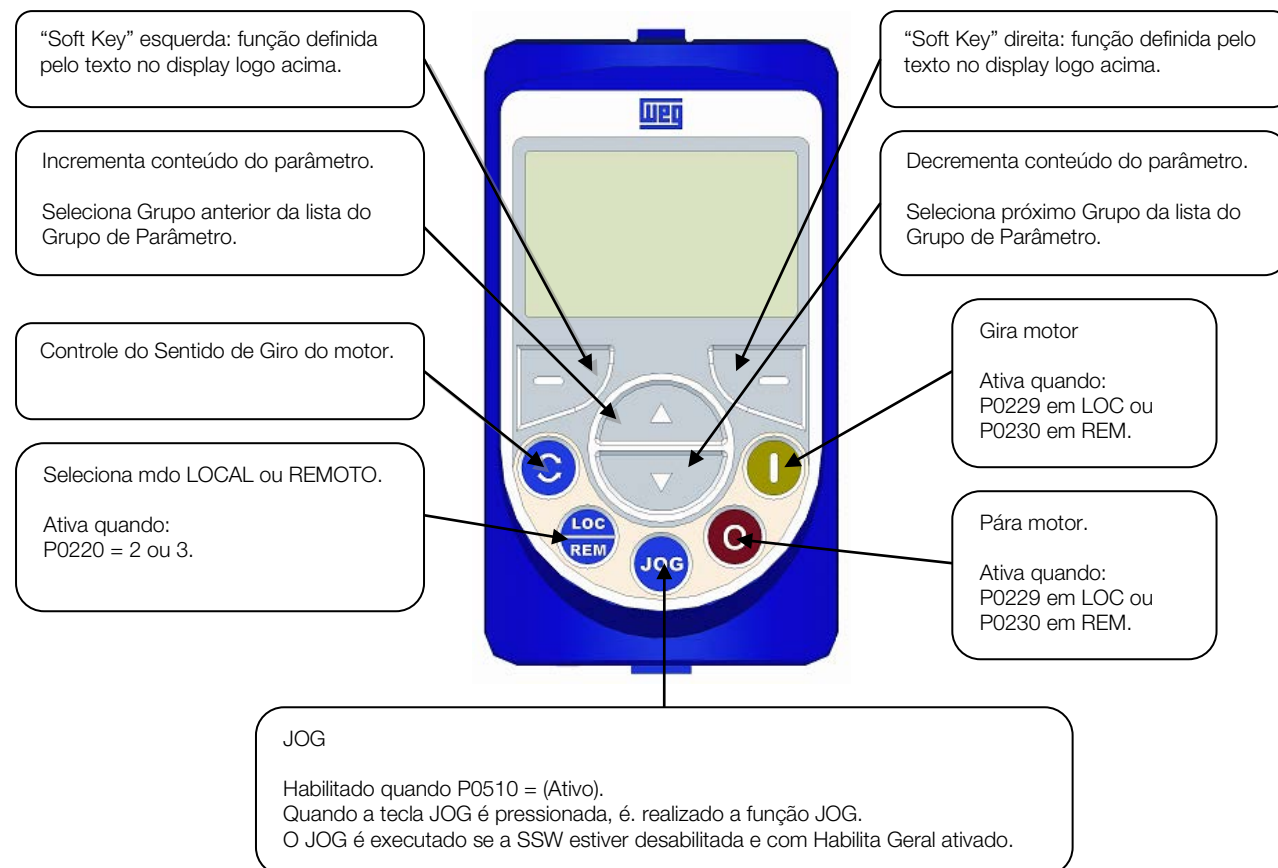 “Soft Key” esquerda: função definida
pelo texto no display logo acima.
“Soft Key” direita: função definida pelo
texto no display logo acima.
weg
Incrementa conteúdo do parâmetro.
Seleciona Grupo anterior da lista do
Grupo de Parâmetro.
Decrementa conteúdo do parâmetro.
Seleciona próximo Grupo da lista do
Grupo de Parâmetro.
Controle do Sentido de Giro do motor.
Gira motor
Ativa quando:
P0229 em LOC ou
P0230 em REM.
Seleciona mdo LOCAL ou REMOTO.
Ativa quando:
P0220 = 2 ou 3.
LOC
REM
JOG
Pára motor.
Ativa quando:
P0229 em LOC ou
P0230 em REM.
JOG
Habilitado quando P0510 = (Ativo).
Quando a tecla JOG é pressionada, é. realizado a função JOG.
O JOG é executado se a SSW estiver desabilitada e com Habilita Geral ativado.